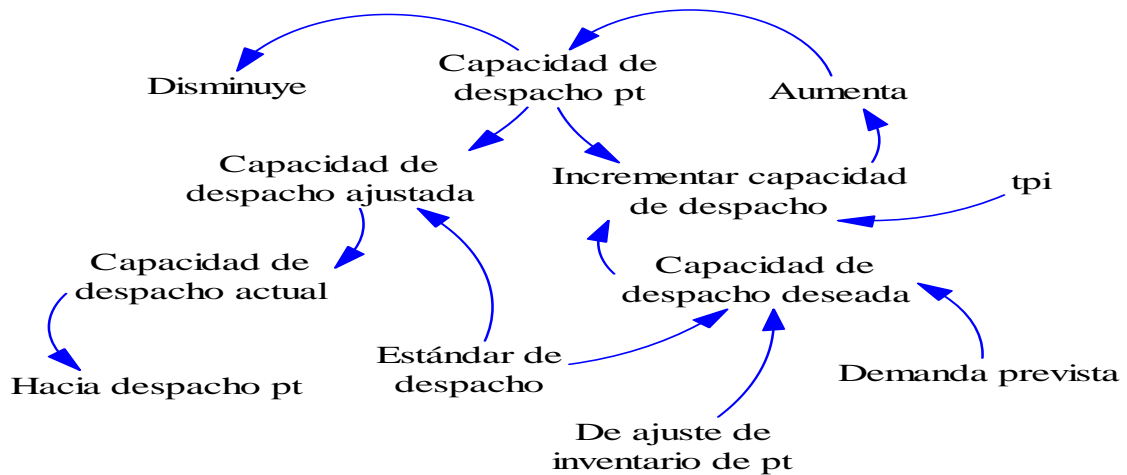 Capacidad de
despacho pt
Disminuye
Aumenta
Capacidad de
despacho ajustada
Incrementar capacidad
de despacho
tpi
Capacidad de
despacho actual
Capacidad de
despacho deseada
Estándar de
despacho
Hacia despacho pt
Demanda prevista
De ajuste de
inventario de pt